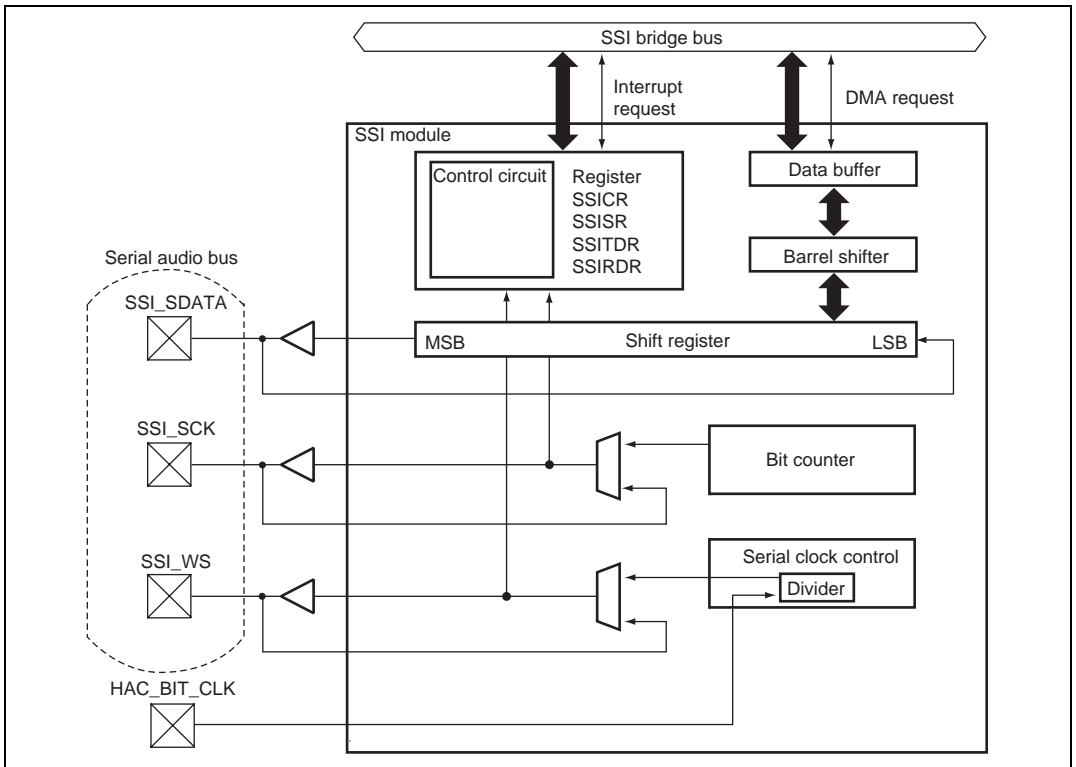 SSI bridge bus
Interrupt
request
DMA request
SSI module
Control circuit
Register
SSICR
SSISR
SSITDR
SSIRDR
Data buffer
Barrel shifter
Serial audio bus
SSI_SDATA
MSB
Shift register
LSB
SSI_SCK
Bit counter
SSI_WS
Serial clock control
Divider
HAC_BIT_CLK